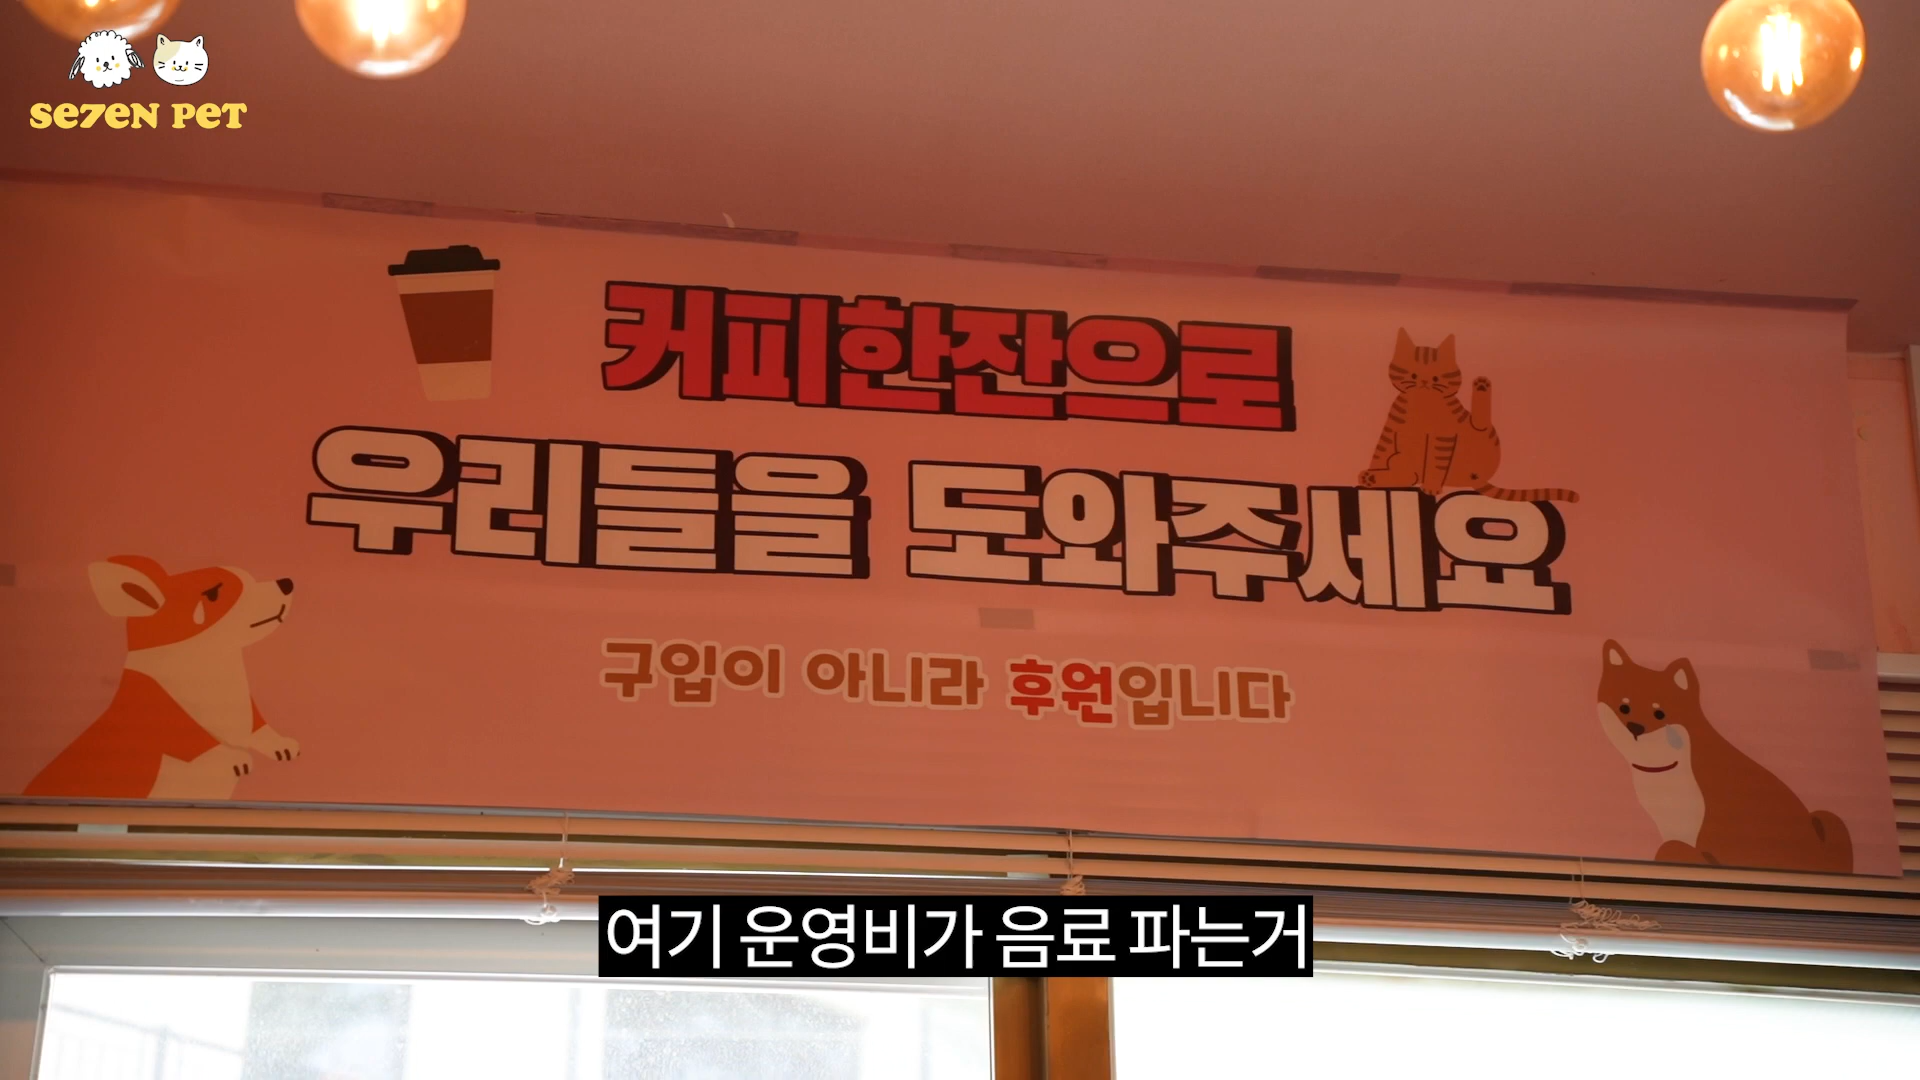 SE7EN PET
커피한잔으로
우리들을 도와주세요
구입이 아니라 후원입니다
여기 운영비가 음료 파는거